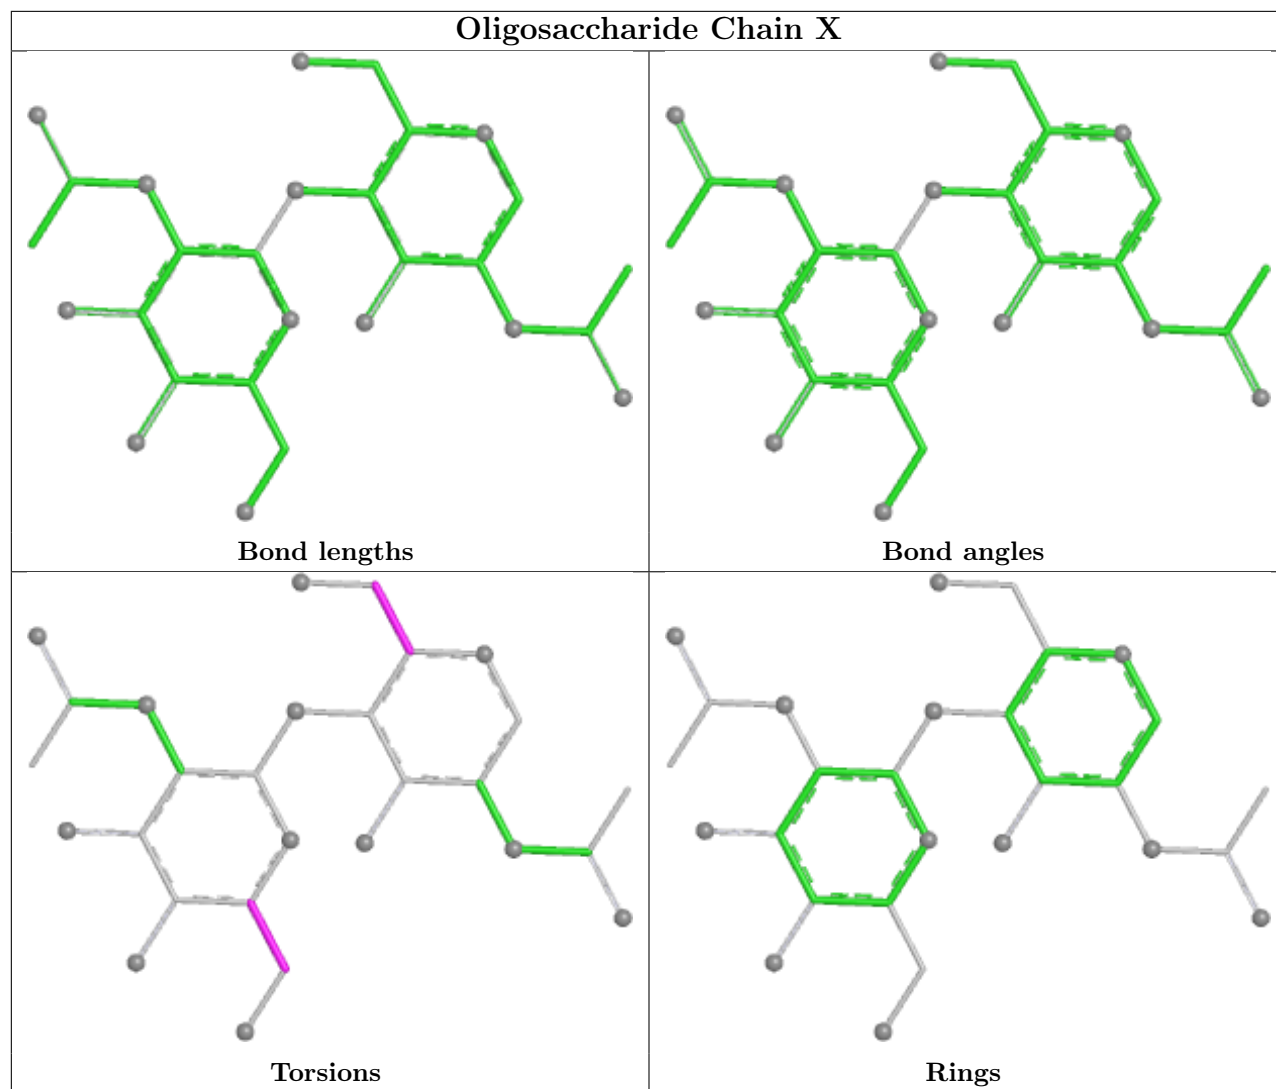 Oligosaccharide Chain X
Bond lengths
Bond angles
Torsions
Rings